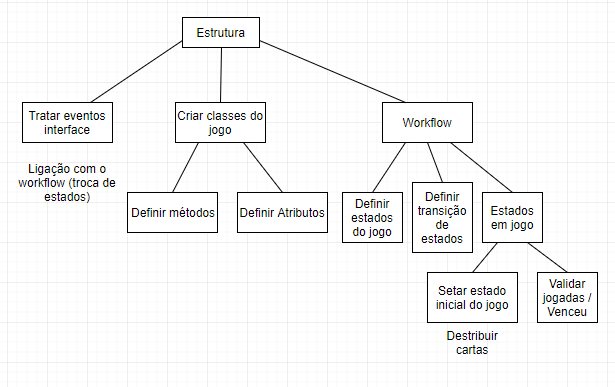 Estrutura
Tratar eventos
interface
Criar classes do
jogo
Workflow
Ligação com o
workflow (troca de
estados)
Definir métodos
Definir Atributos
Definir
estados
do jogo
Definir
transição
de
estados
Estados
em jogo
Setar estado
inicial do jogo
Validar
jogadas /
Venceu
Destribuir
cartas